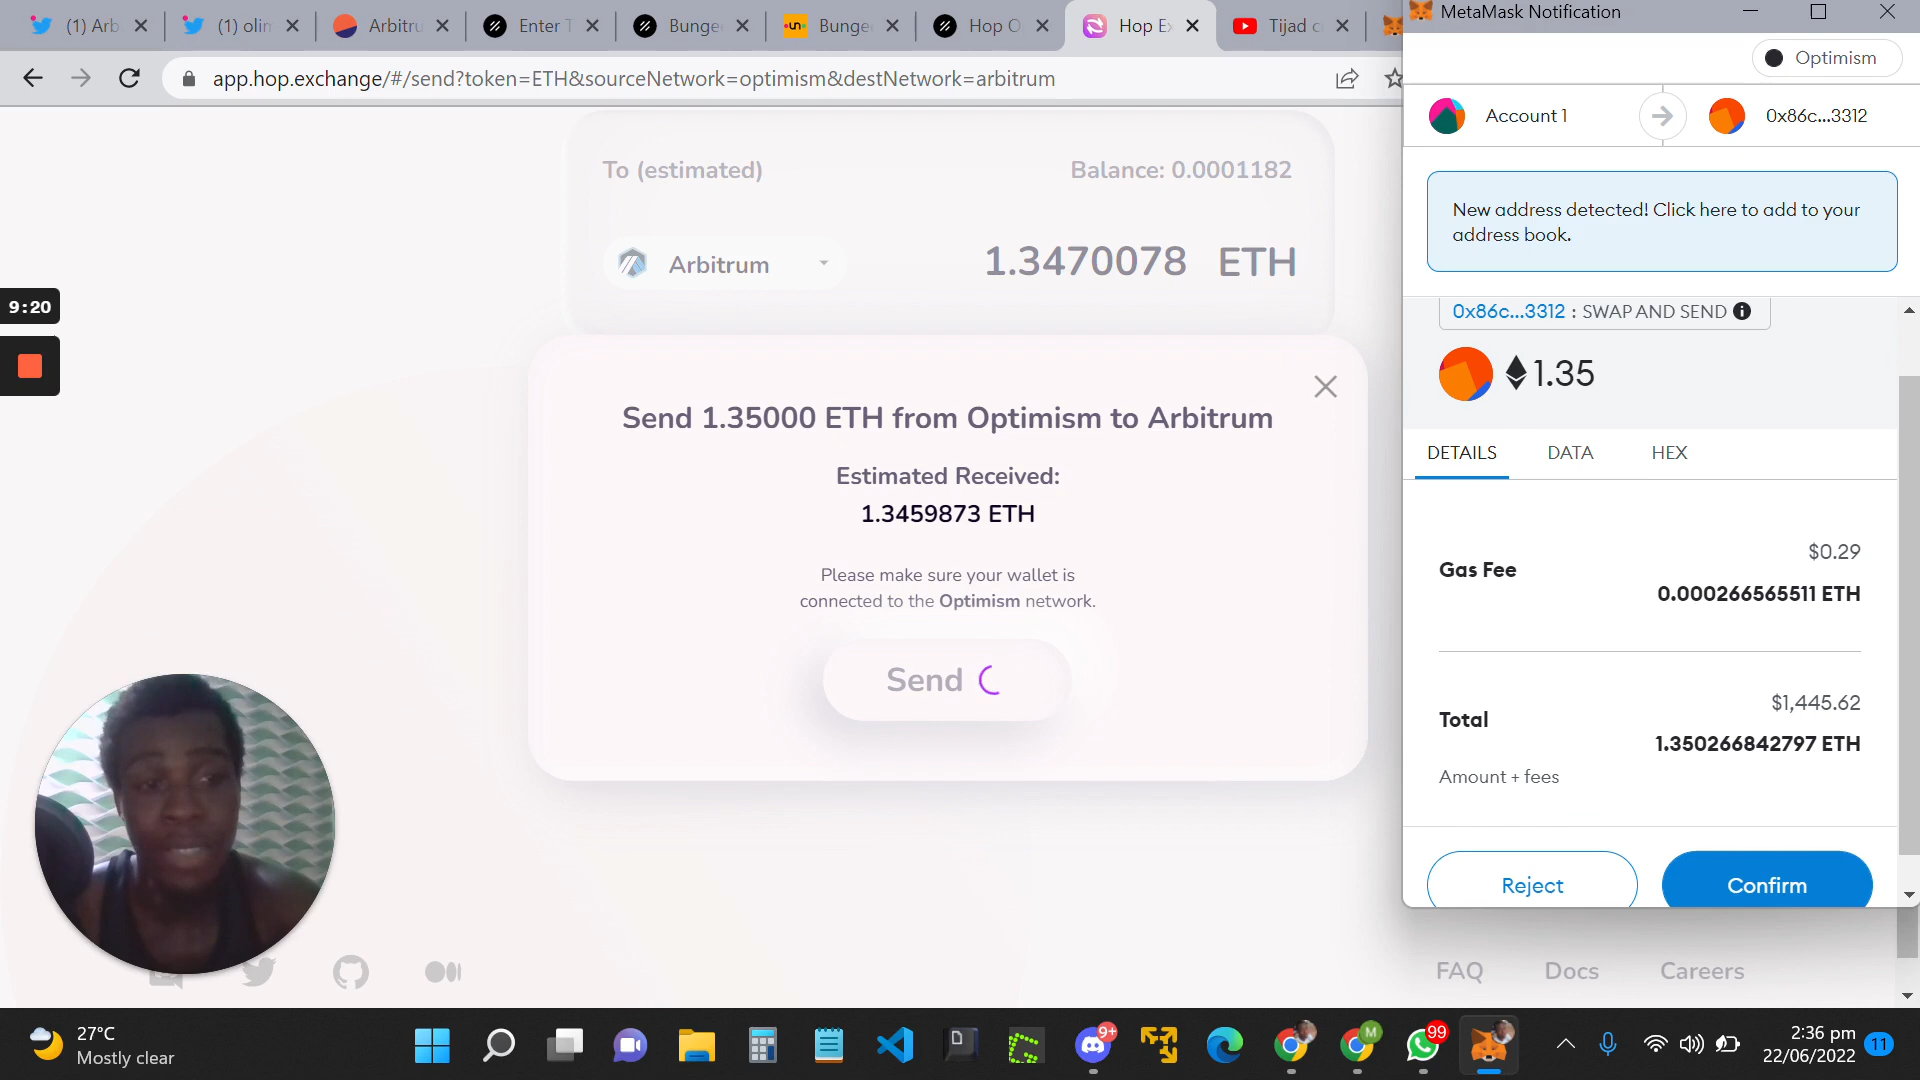 (1) Arb
(1) olin
Arbitru
Enter T
Bungee
Bunge
Hop O
Hop Ex
Tijad c
app.hop.exchange/#/send?token=ETH&sourceNetwork=optimism&destNetwork=arbitrum
To (estimated)
Balance: 0.0001182
Arbitrum
1.3470078 ETH
9:20
Send 1.35000 ETH from Optimism to Arbitrum
Estimated Received:
1.3459873 ETH
Please make sure your wallet is
connected to the Optimism network.
Send
FAQ
Docs
Careers
MetaMask Notification
Optimism
Account 1
0x86c...3312
New address detected! Click here to add to your
address book.
0x86c...3312 : SWAP AND SEND
1.35
DETAILS
DATA
HEX
Gas Fee
$0.29
0.000266565511 ETH
Total
$1,445.62
1.350266842797 ETH
Amount + fees
Reject
Confirm
27°C
Mostly clear
9+
M
99
2:36 pm
22/06/2022
11